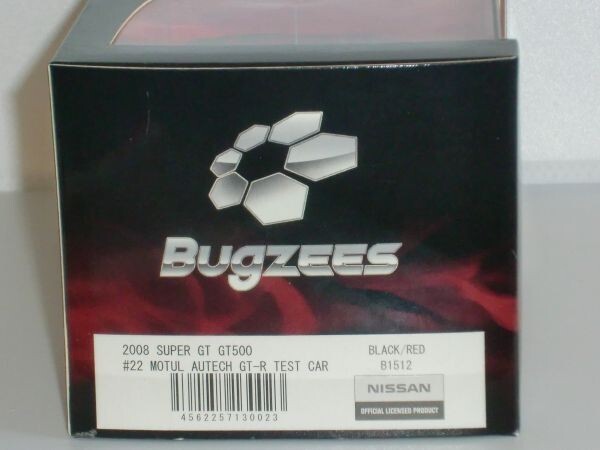 BugZees
2008 SUPER GT GT500
BLACK/RED
#22 MOTUL AUTECH GT-R TEST CAR
B1512
4562257130023
NISSAN
OFFICIAL LICENSED PRODUCT